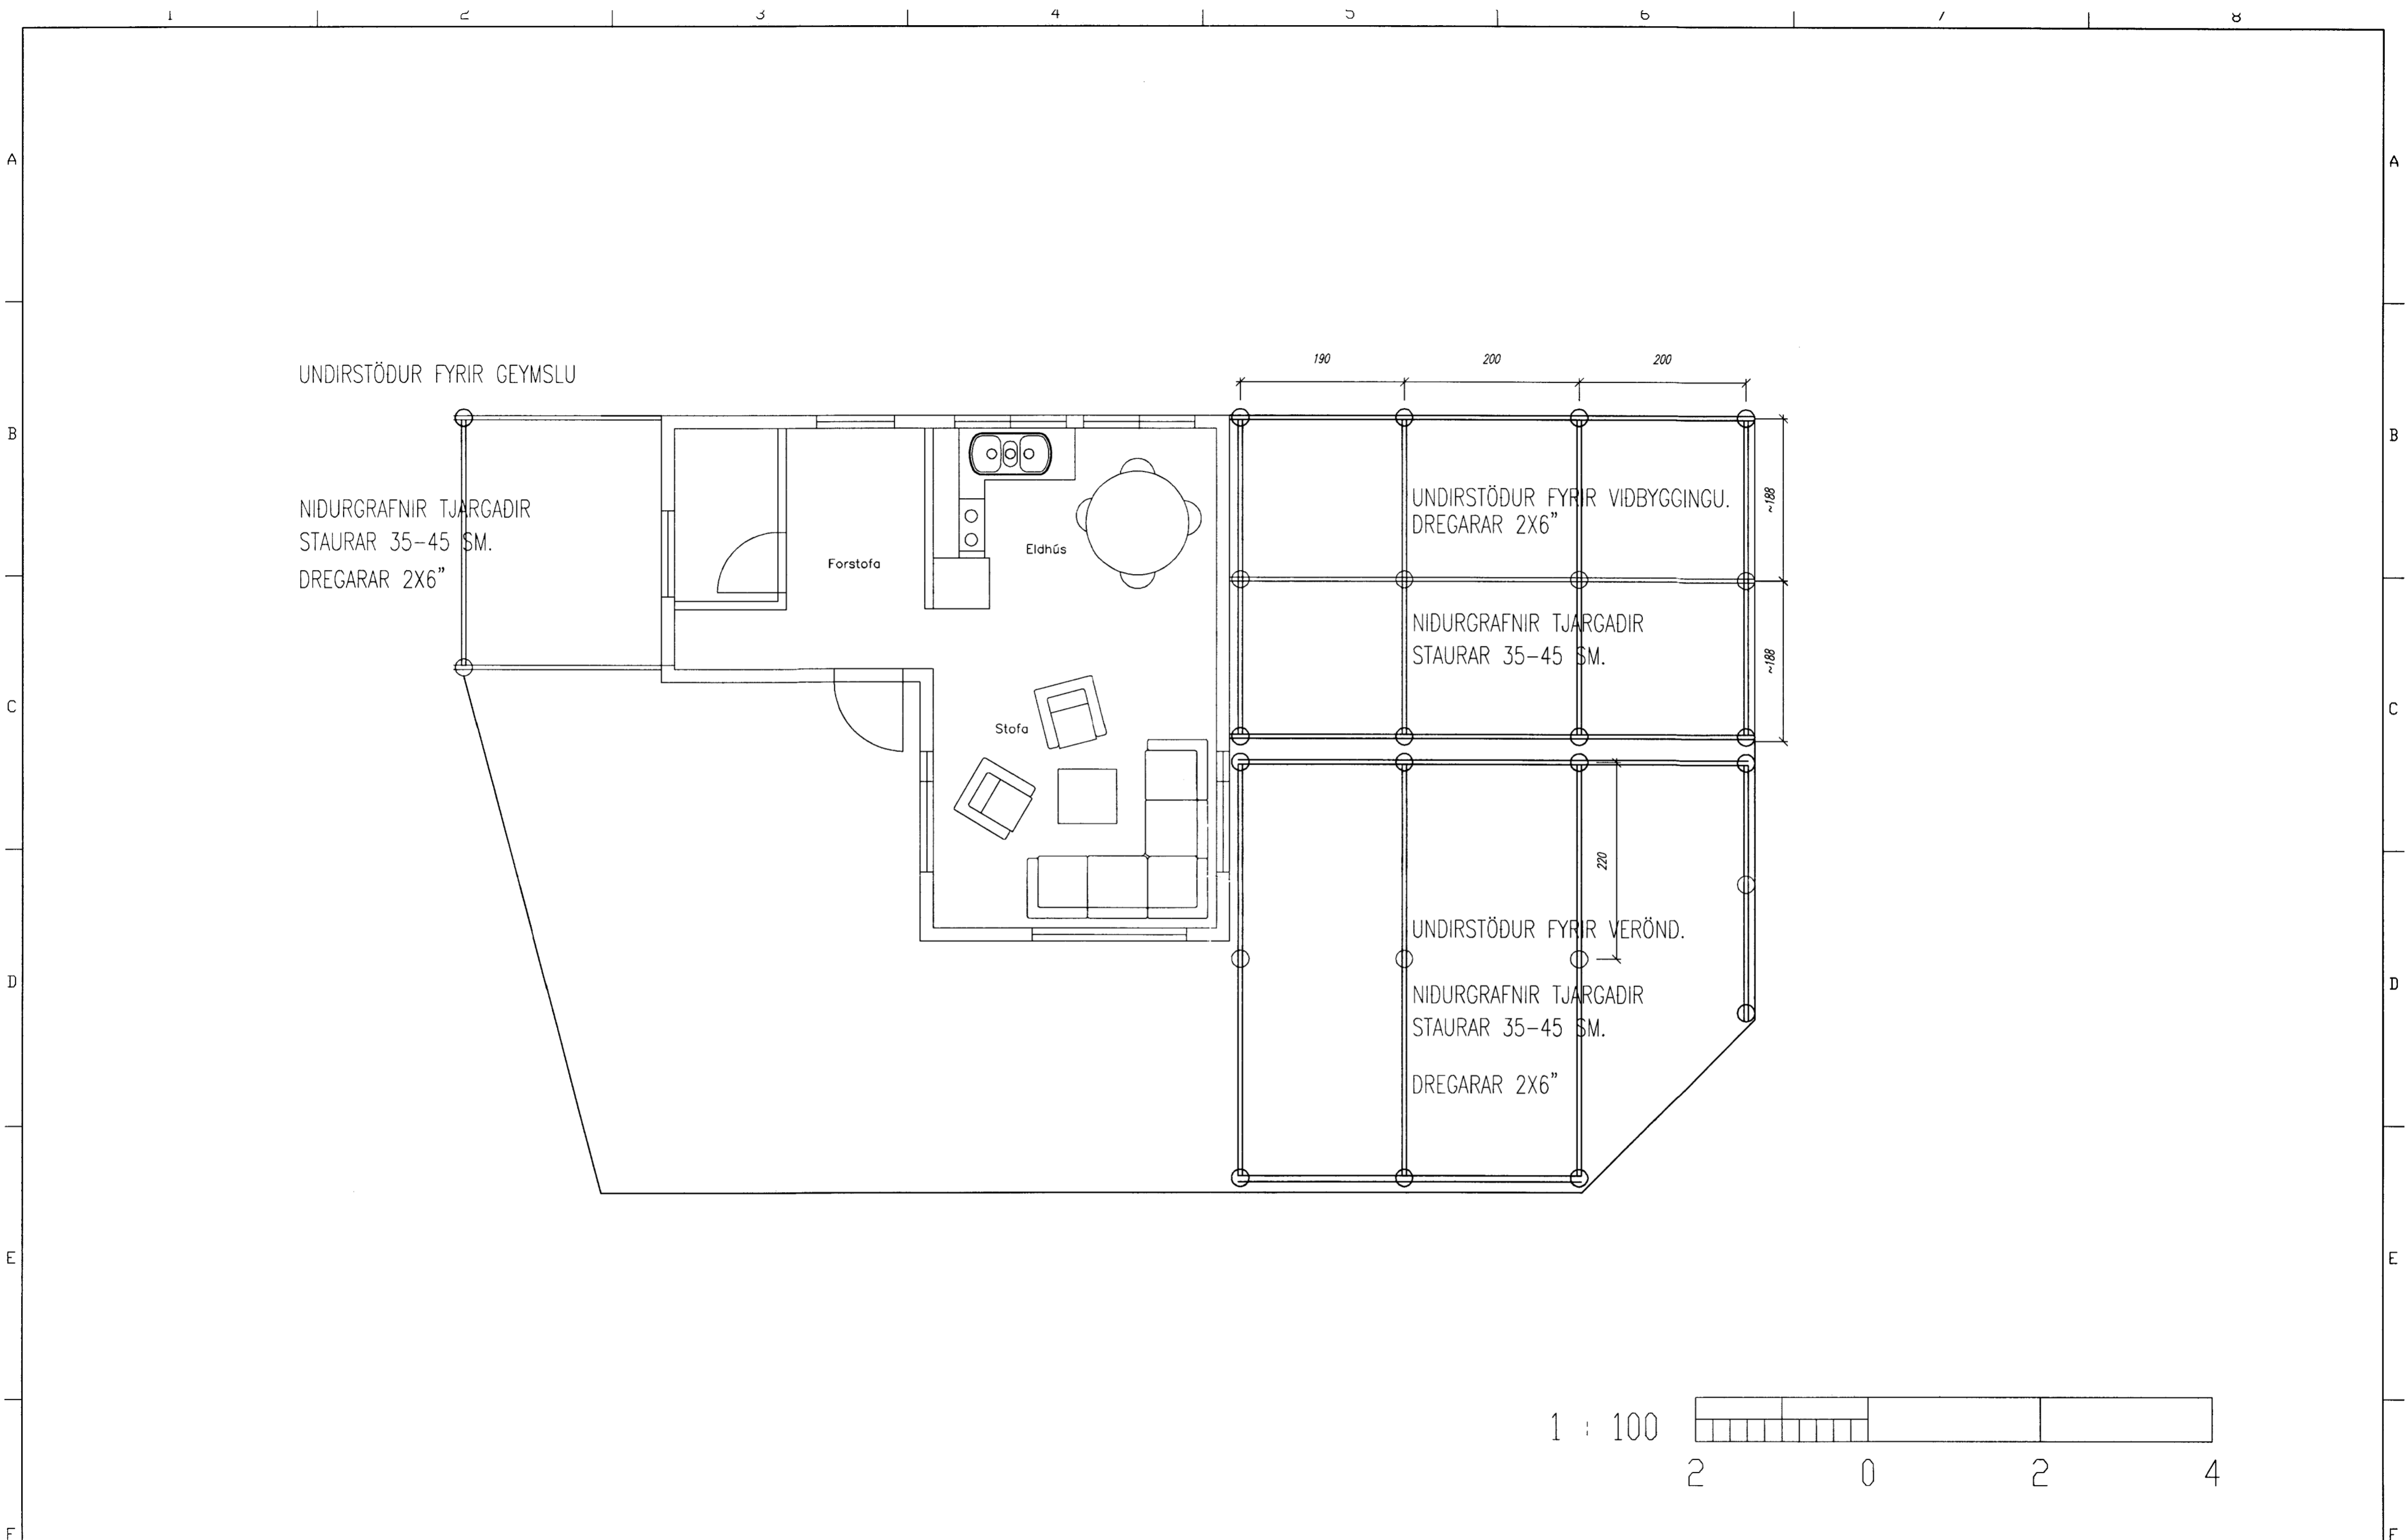 1 2 3 4 5 6 7 8
A A
B B
C C
D D
E E
F F
UNDIRSTÖÐUR FYRIR GEYMSLU
NIÐURGRAFNIR TJARGAÐIR
STAURAR 35-45 SM.
DREGARAR 2X6"
Forstofa
Eldhús
Stofa
190 200 200
UNDIRSTÖÐUR FYRIR VIÐBYGGINGU.
DREGARAR 2X6"
~188
NIÐURGRAFNIR TJARGAÐIR
STAURAR 35-45 SM.
~188
220
UNDIRSTÖÐUR FYRIR VERÖND.
NIÐURGRAFNIR TJARGAÐIR
STAURAR 35-45 SM.
DREGARAR 2X6"
1 : 100
2 0 2 4